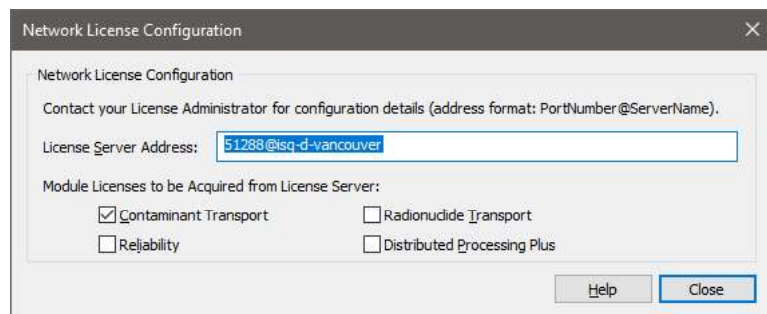 Network License Configuration
Network License Configuration
Contact your License Administrator for configuration details (address format: PortNumber@ServerName).
License Server Address: 51288@isq-d-vancouver
Module Licenses to be Acquired from License Server:
Contaminant Transport Radionuclide Transport
Reliability Distributed Processing Plus
Help Close